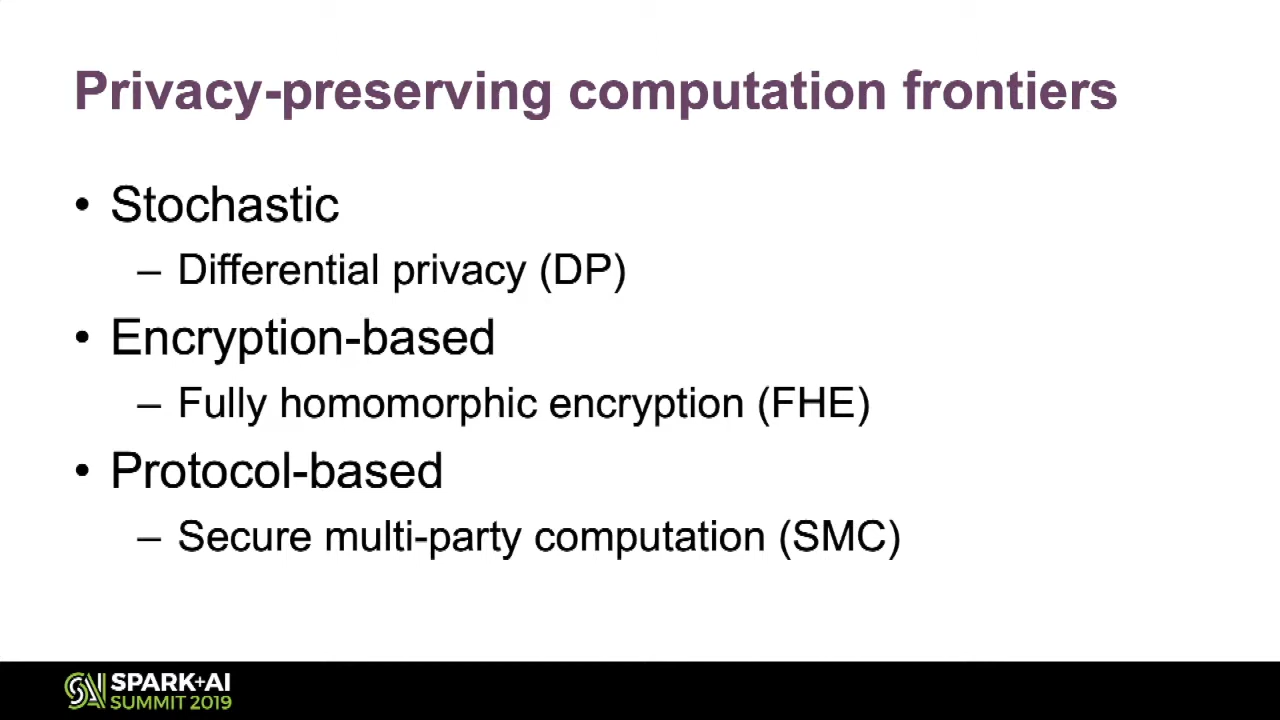 Privacy-preserving computation frontiers
• Stochastic
– Differential privacy (DP)
• Encryption-based
– Fully homomorphic encryption (FHE)
• Protocol-based
– Secure multi-party computation (SMC)
SPARK+AI
SUMMIT 2019